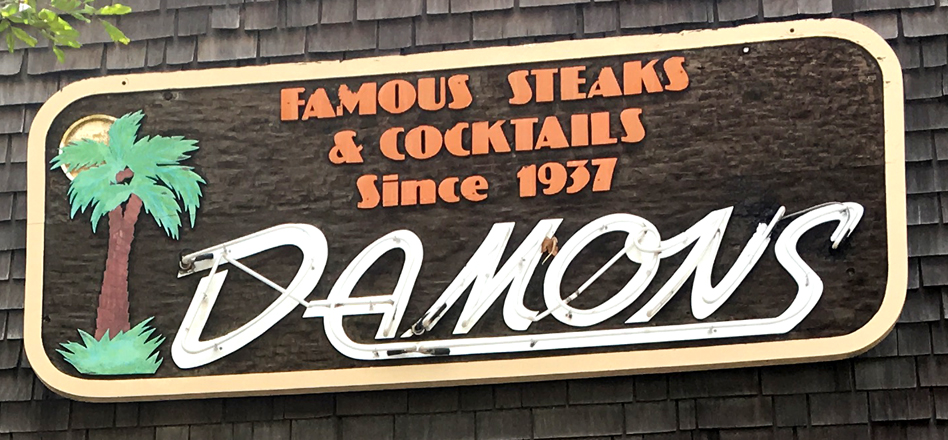 FAMOUS STEAKS
& COCKTAILS
Since 1937
DAMONS